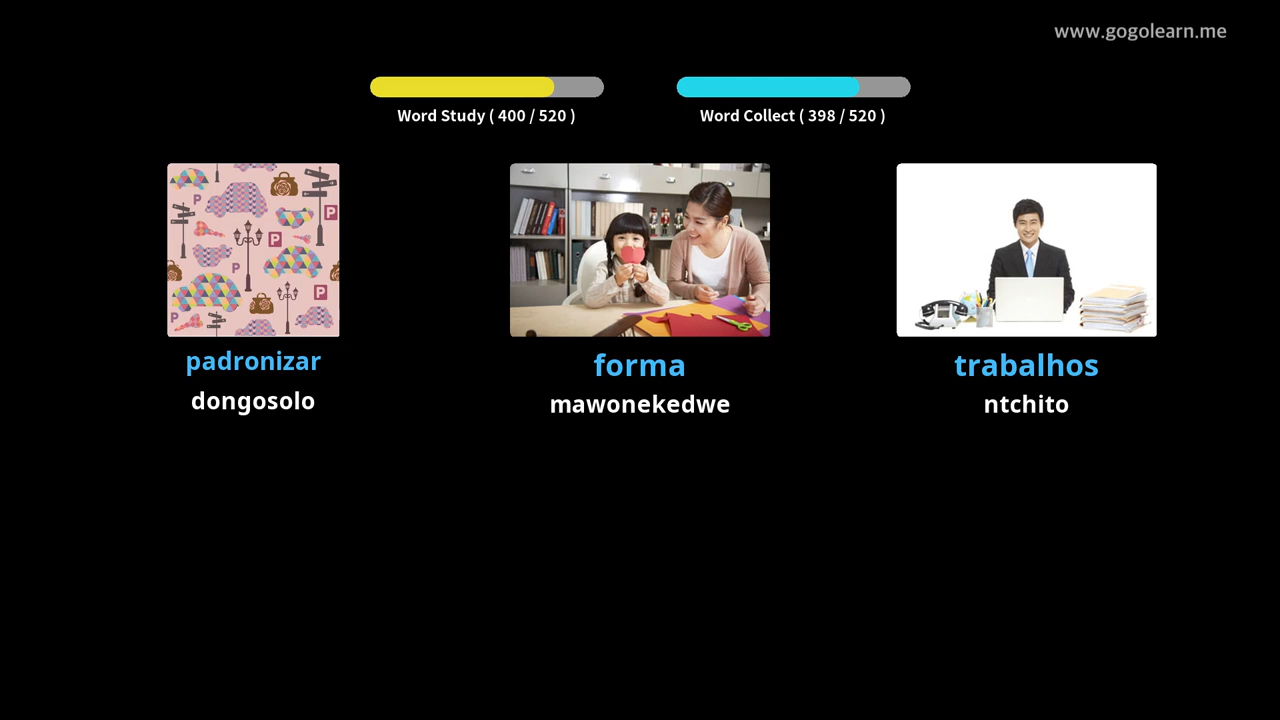 www.gogolearn.me
Word Study ( 400 / 520 )
Word Collect ( 398 / 520 )
P
P
P
P
P
P
P
padronizar
forma
trabalhos
dongosolo
mawonekedwe
ntchito